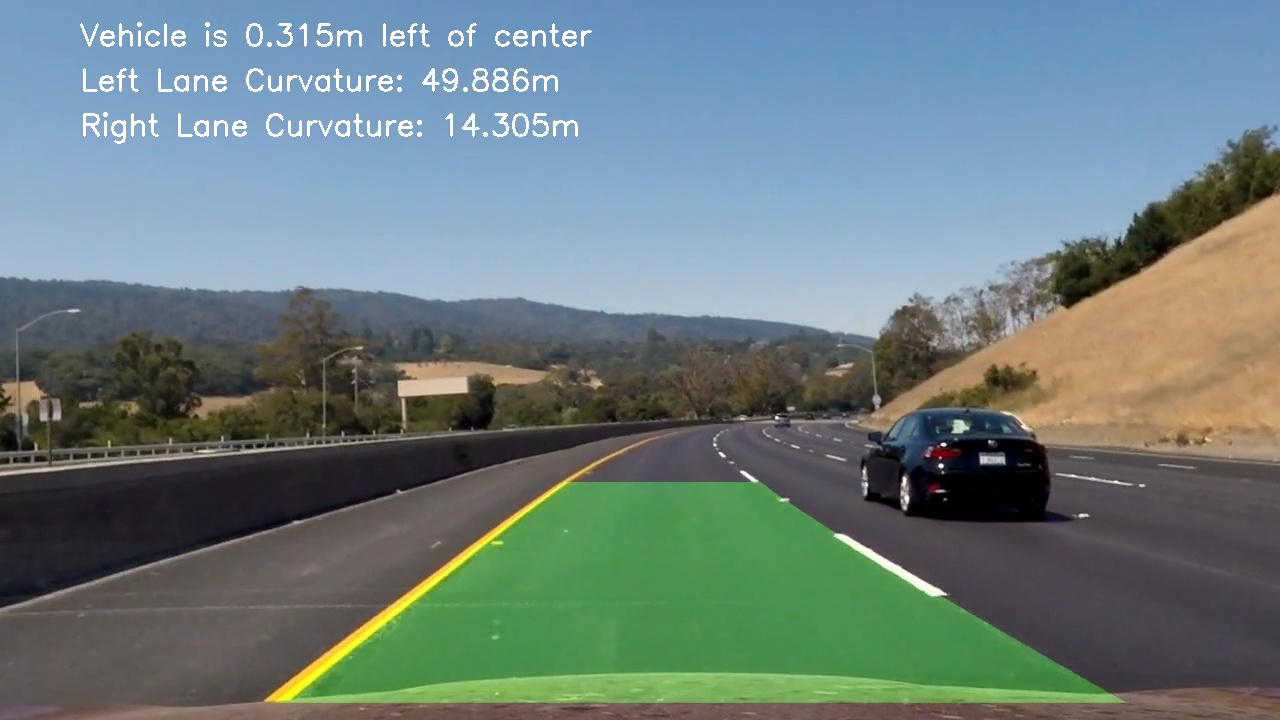 Vehicle is 0.315m left of center
Left Lane Curvature: 49.886m
Right Lane Curvature: 14.305m